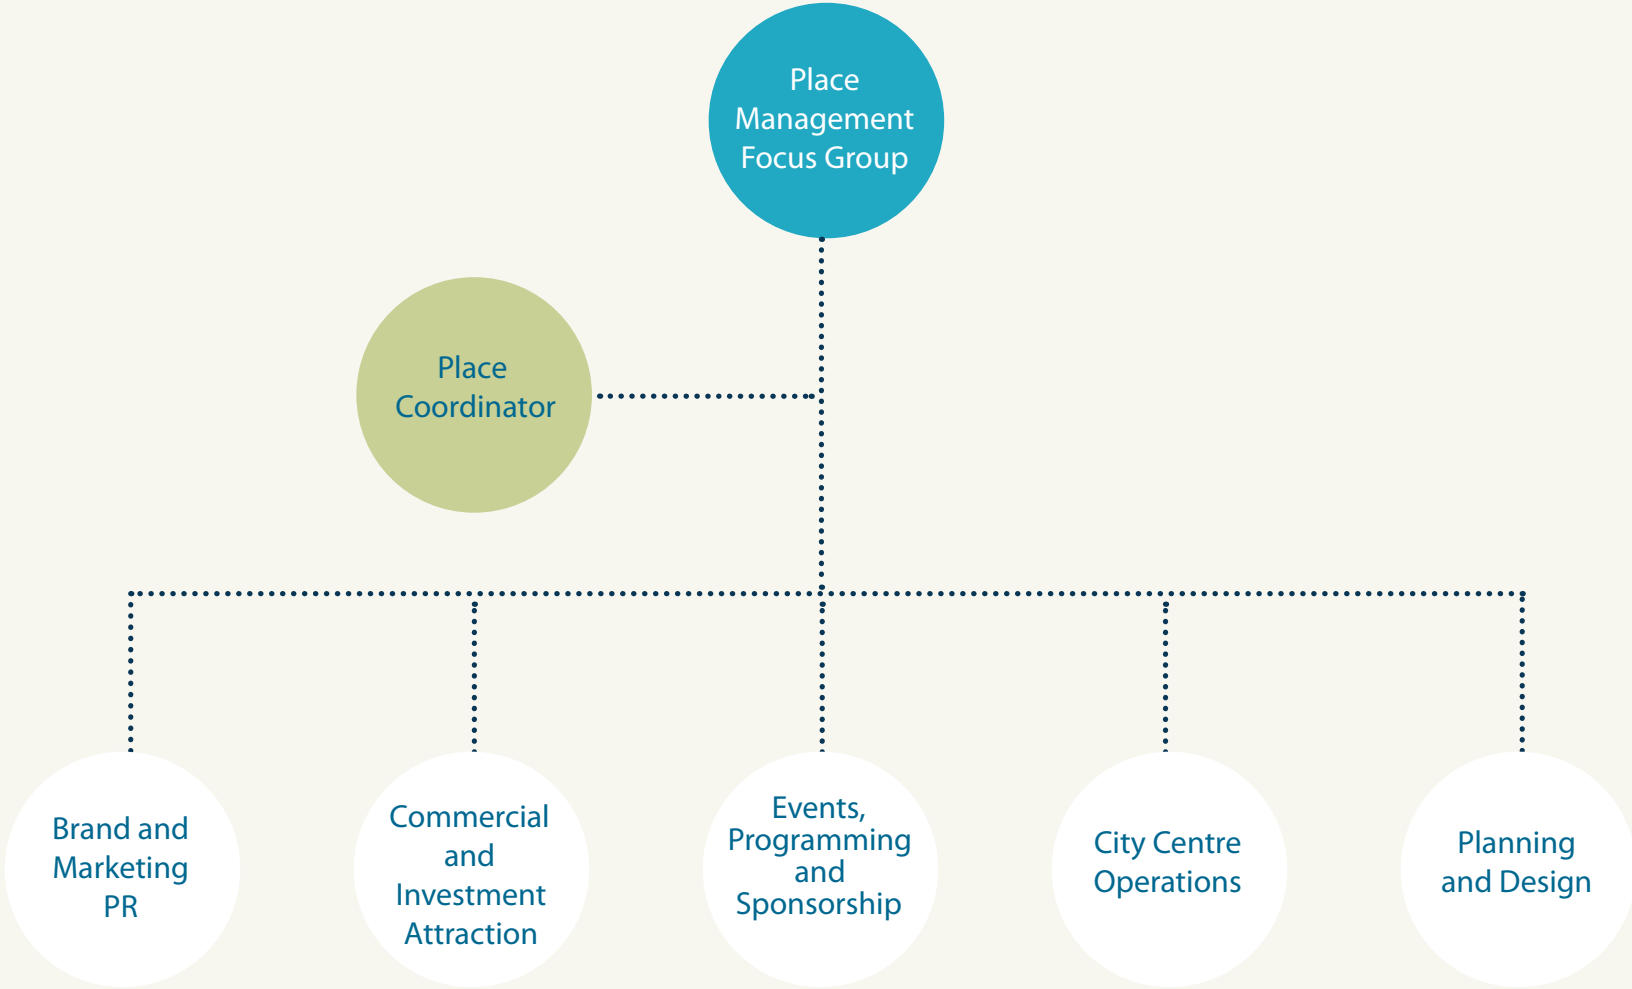 Place
Management
Focus Group
Place
Coordinator
Brand and
Marketing
PR
Commercial
and
Investment
Attraction
Events,
Programming
and
Sponsorship
City Centre
Operations
Planning
and Design